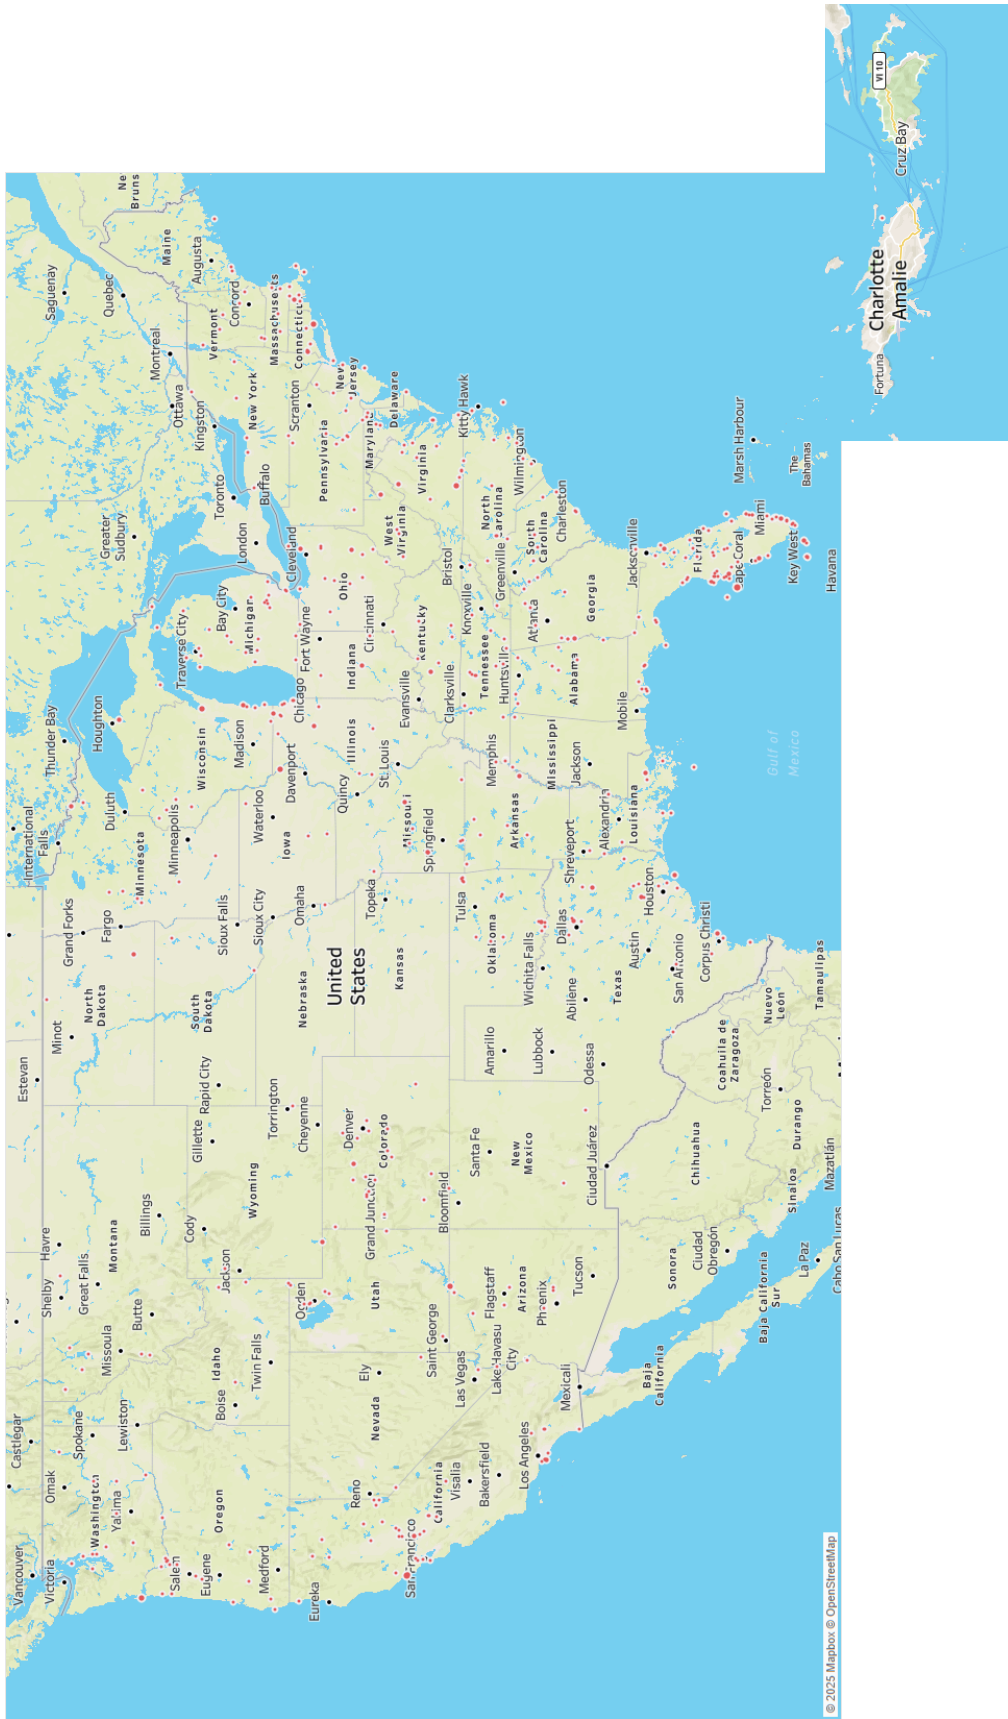 Vancouver
Victoria
Castlegar
Omak
Spokane
Washington
Yakima
Lewiston
Salem
Eugene
Oregon
Medford
Eureka
Shelby
Havre
Great Falls
Montana
Missoula
Butte
Billings
Idaho
Boise
Twin Falls
Jackson
Cody
Gillette
Wyoming
Ogden
Utah
Ely
Nevada
Reno
San Francisco
California
Visalia
Bakersfield
Los Angeles
Saint George
Las Vegas
Lake Havasu
City
Flagstaff
Arizona
Phoenix
Tucson
Mexicali
Estevan
Minot
North
Dakota
Grand Forks
Fargo
South
Dakota
Rapid City
Sioux Falls
Sioux City
Torrington
Cheyenne
Nebraska
Omaha
United
States
Denver
Colorado
Grand Junction
Topeka
Kansas
Bloomfield
Santa Fe
New
Mexico
Amarillo
Lubbock
Oklahoma
Tulsa
Wichita Falls
Dallas
Abilene
Odessa
Ciudad Juárez
Texas
Austin
Houston
San Antonio
Corpus Christi
International
Falls
Thunder Bay
Houghton
Duluth
Minnesota
Minneapolis
Wisconsin
Madison
Waterloo
Iowa
Davenport
Chicago
Quincy
Illinois
St. Louis
Missouri
Springfield
Arkansas
Memphis
Mississippi
Jackson
Shreveport
Alexandria
Louisiana
Mobile
Greater
Sudbury
Traverse City
Bay City
Michigan
London
Toronto
Buffalo
Cleveland
Fort Wayne
Indiana
Ohio
Cincinnati
Evansville
Kentucky
Clarksville
Tennessee
Knoxville
Bristol
Huntsville
Alabama
Atlanta
Georgia
Greenville
South
Carolina
North
Carolina
Charleston
Wilmington
Kitty Hawk
Virginia
West
Virginia
Maryland
Delaware
Pennsylvania
New
Jersey
Scranton
New York
Connecticut
Massachusetts
Vermont
Concord
Augusta
Maine
Ne
Bruns
Saguenay
Quebec
Montreal
Ottawa
Kingston
Jacksonville
Florida
Cape Coral
Miami
Key West
Havana
Marsh Harbour
The
Bahamas
Gulf of
Mexico
Baja
California
Baja California
Sur
Sonora
Ciudad
Obregón
Chihuahua
Sinaloa
La Paz
Cabo San Lucas
Mazatlán
Durango
Torreón
Coahuila de
Zaragoza
Nuevo
León
Tamaulipas
© 2025 Mapbox © OpenStreetMap
Fortuna
Charlotte
Amalie
Cruz Bay
VI 10